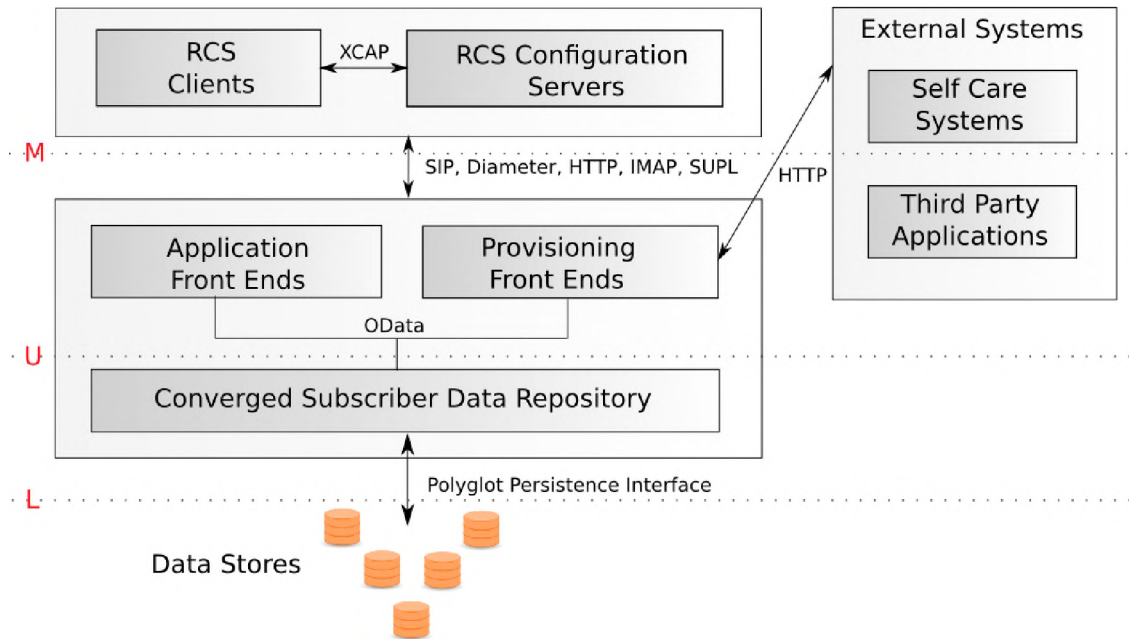 RCS
Clients
XCAP
RCS Configuration
Servers
External Systems
Self Care
Systems
Third Party
Applications
M
SIP, Diameter, HTTP, IMAP, SUPL
HTTP
Application
Front Ends
Provisioning
Front Ends
OData
U
Converged Subscriber Data Repository
Polyglot Persistence Interface
L
Data Stores